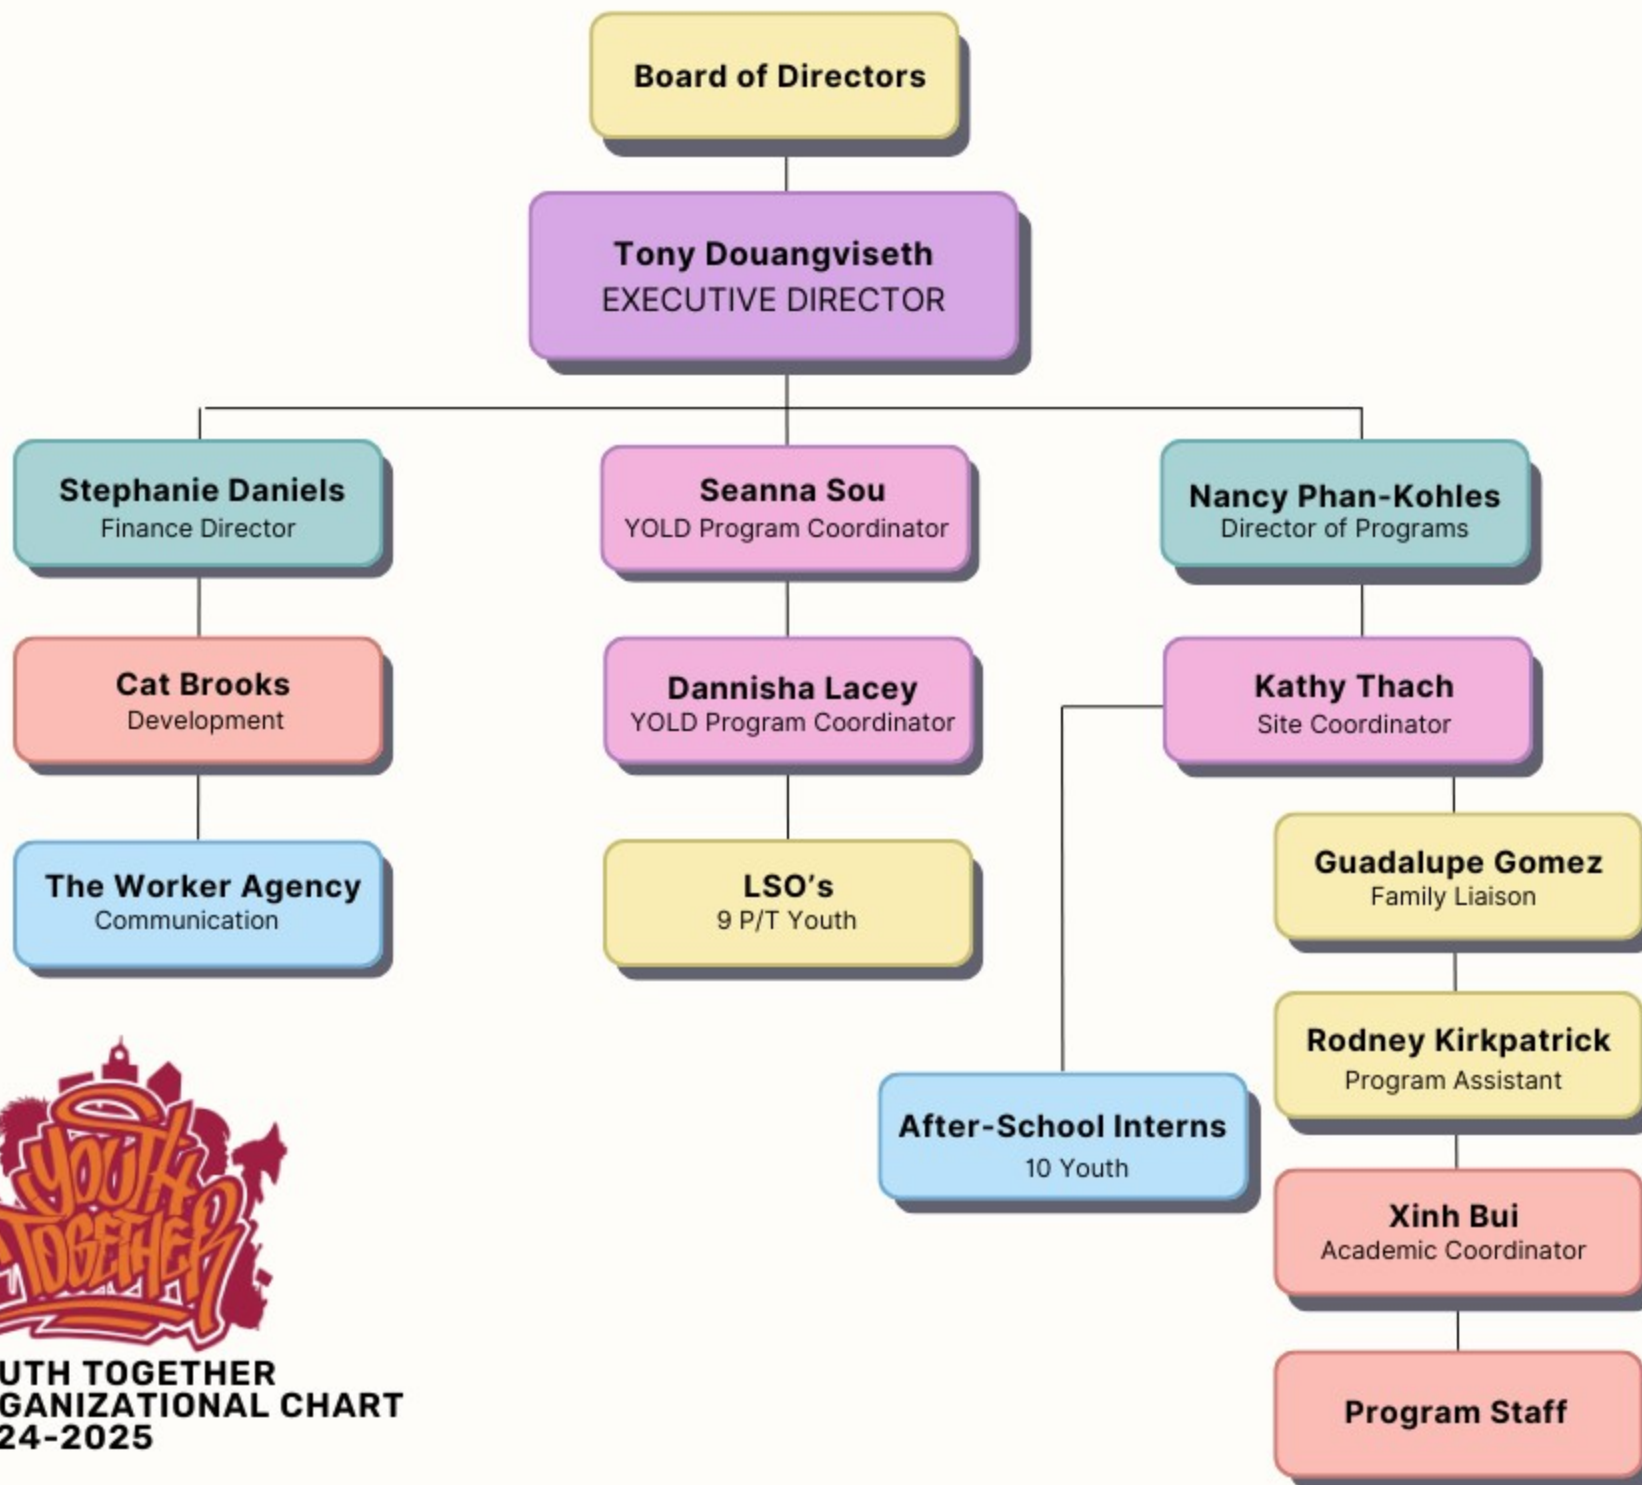 Board of Directors
Tony Douangviseth
EXECUTIVE DIRECTOR
Stephanie Daniels
Finance Director
Seanna Sou
YOLD Program Coordinator
Nancy Phan-Kohles
Director of Programs
Cat Brooks
Development
Dannisha Lacey
YOLD Program Coordinator
Kathy Thach
Site Coordinator
The Worker Agency
Communication
LSO’s
9 P/T Youth
Guadalupe Gomez
Family Liaison
Rodney Kirkpatrick
Program Assistant
After-School Interns
10 Youth
Xinh Bui
Academic Coordinator
Program Staff
YOUTH
TOGETHER
UTH TOGETHER
GANIZATIONAL CHART
24-2025